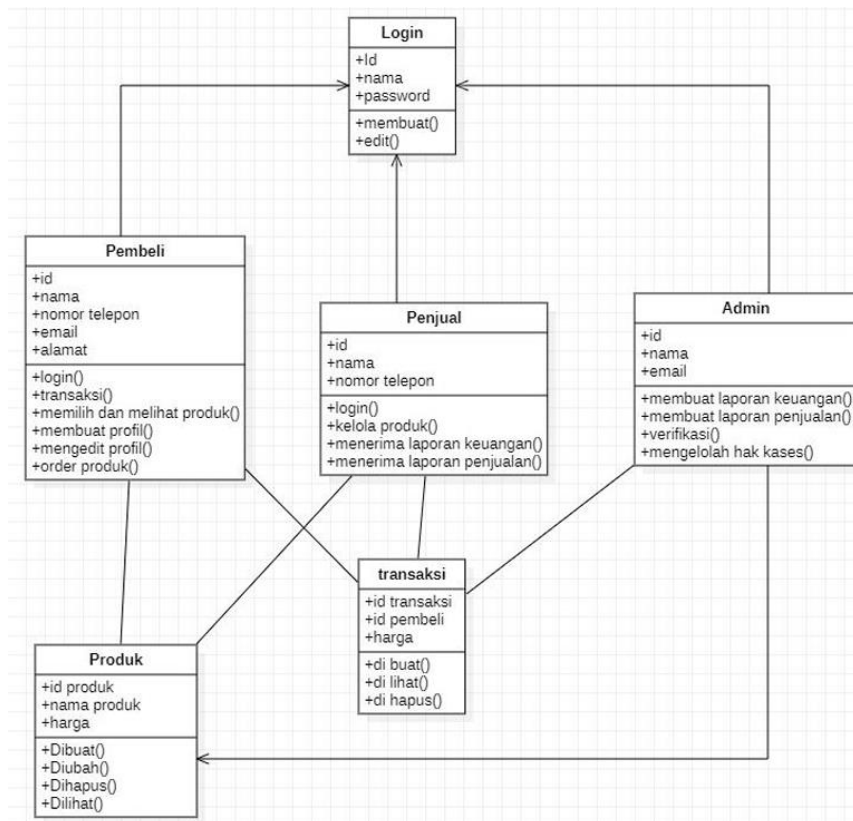 Login
+Id
+nama
+password
+membuat()
+edit()
Pembeli
+id
+nama
+nomor telepon
+email
+alamat
+login()
+transaksi()
+memilih dan melihat produk()
+membuat profil()
+mengedit profil()
+order produk()
Penjual
+id
+nama
+nomor telepon
+login()
+kelola produk()
+menerima laporan keuangan()
+menerima laporan penjualan()
Admin
+id
+nama
+email
+membuat laporan keuangan()
+membuat laporan penjualan()
+verifikasi()
+mengelolah hak kases()
transaksi
+id transaksi
+id pembeli
+harga
+di buat()
+di lihat()
+di hapus()
Produk
+id produk
+nama produk
+harga
+Dibuat()
+Diubah()
+Dihapus()
+Dilihat()